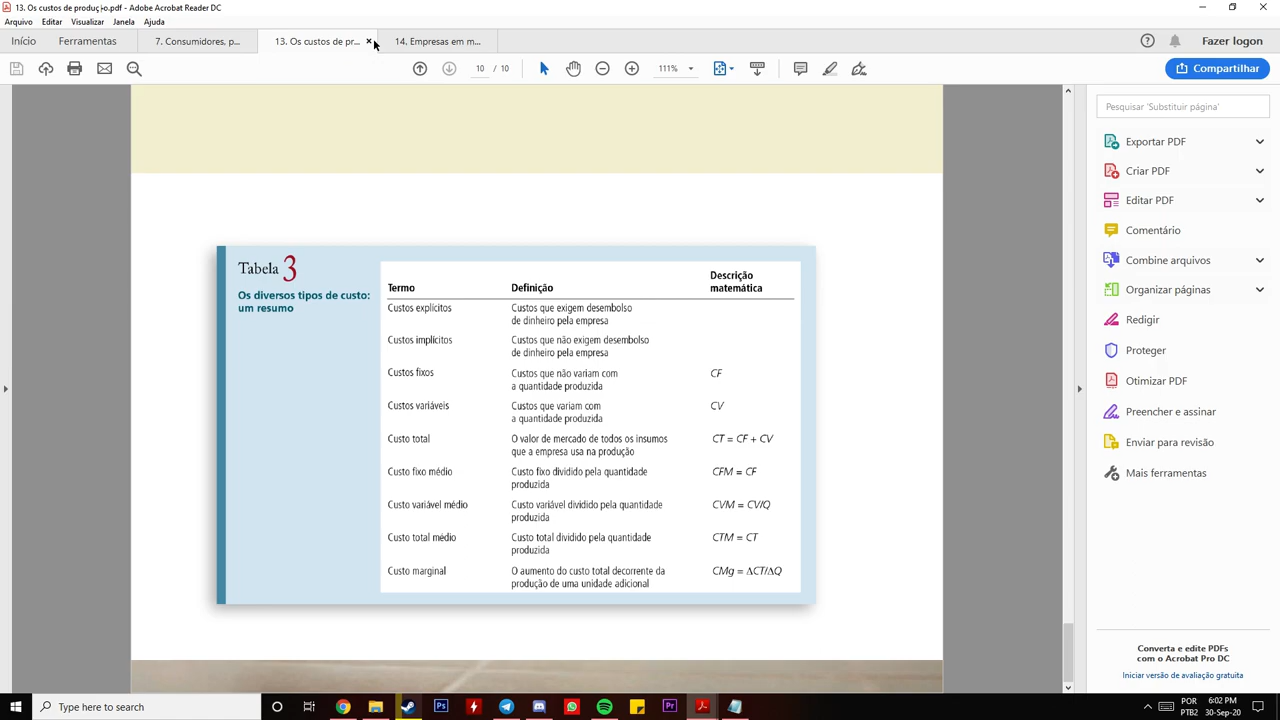 13. Os custos de produção.pdf - Adobe Acrobat Reader DC
Arquivo Editar Visualizar Janela Ajuda
Início Ferramentas 7. Consumidores, p... 13. Os custos de pr... 14. Empresas em m... Fazer logon
10 / 10 111% Compartilhar
Tabela 3
Os diversos tipos de custo:
um resumo
Termo Definição Descrição
matemática
Custos explícitos Custos que exigem desembolso
de dinheiro pela empresa
Custos implícitos Custos que não exigem desembolso
de dinheiro pela empresa
Custos fixos Custos que não variam com CF
a quantidade produzida
Custos variáveis Custos que variam com CV
a quantidade produzida
Custo total O valor de mercado de todos os insumos CT = CF + CV
que a empresa usa na produção
Custo fixo médio Custo fixo dividido pela quantidade CFM = CF
produzida
Custo variável médio Custo variável dividido pela quantidade CVM = CV/Q
produzida
Custo total médio Custo total dividido pela quantidade CTM = CT
produzida
Custo marginal O aumento do custo total decorrente da CMg = ΔCT/ΔQ
produção de uma unidade adicional
Pesquisar 'Substituir página'
Exportar PDF
Criar PDF
Editar PDF
Comentário
Combine arquivos
Organizar páginas
Redigir
Proteger
Otimizar PDF
Preencher e assinar
Enviar para revisão
Mais ferramentas
Converta e edite PDFs
com o Acrobat Pro DC
Iniciar versão de avaliação gratuita
Type here to search
POR 6:02 PM
PTB2 30-Sep-20